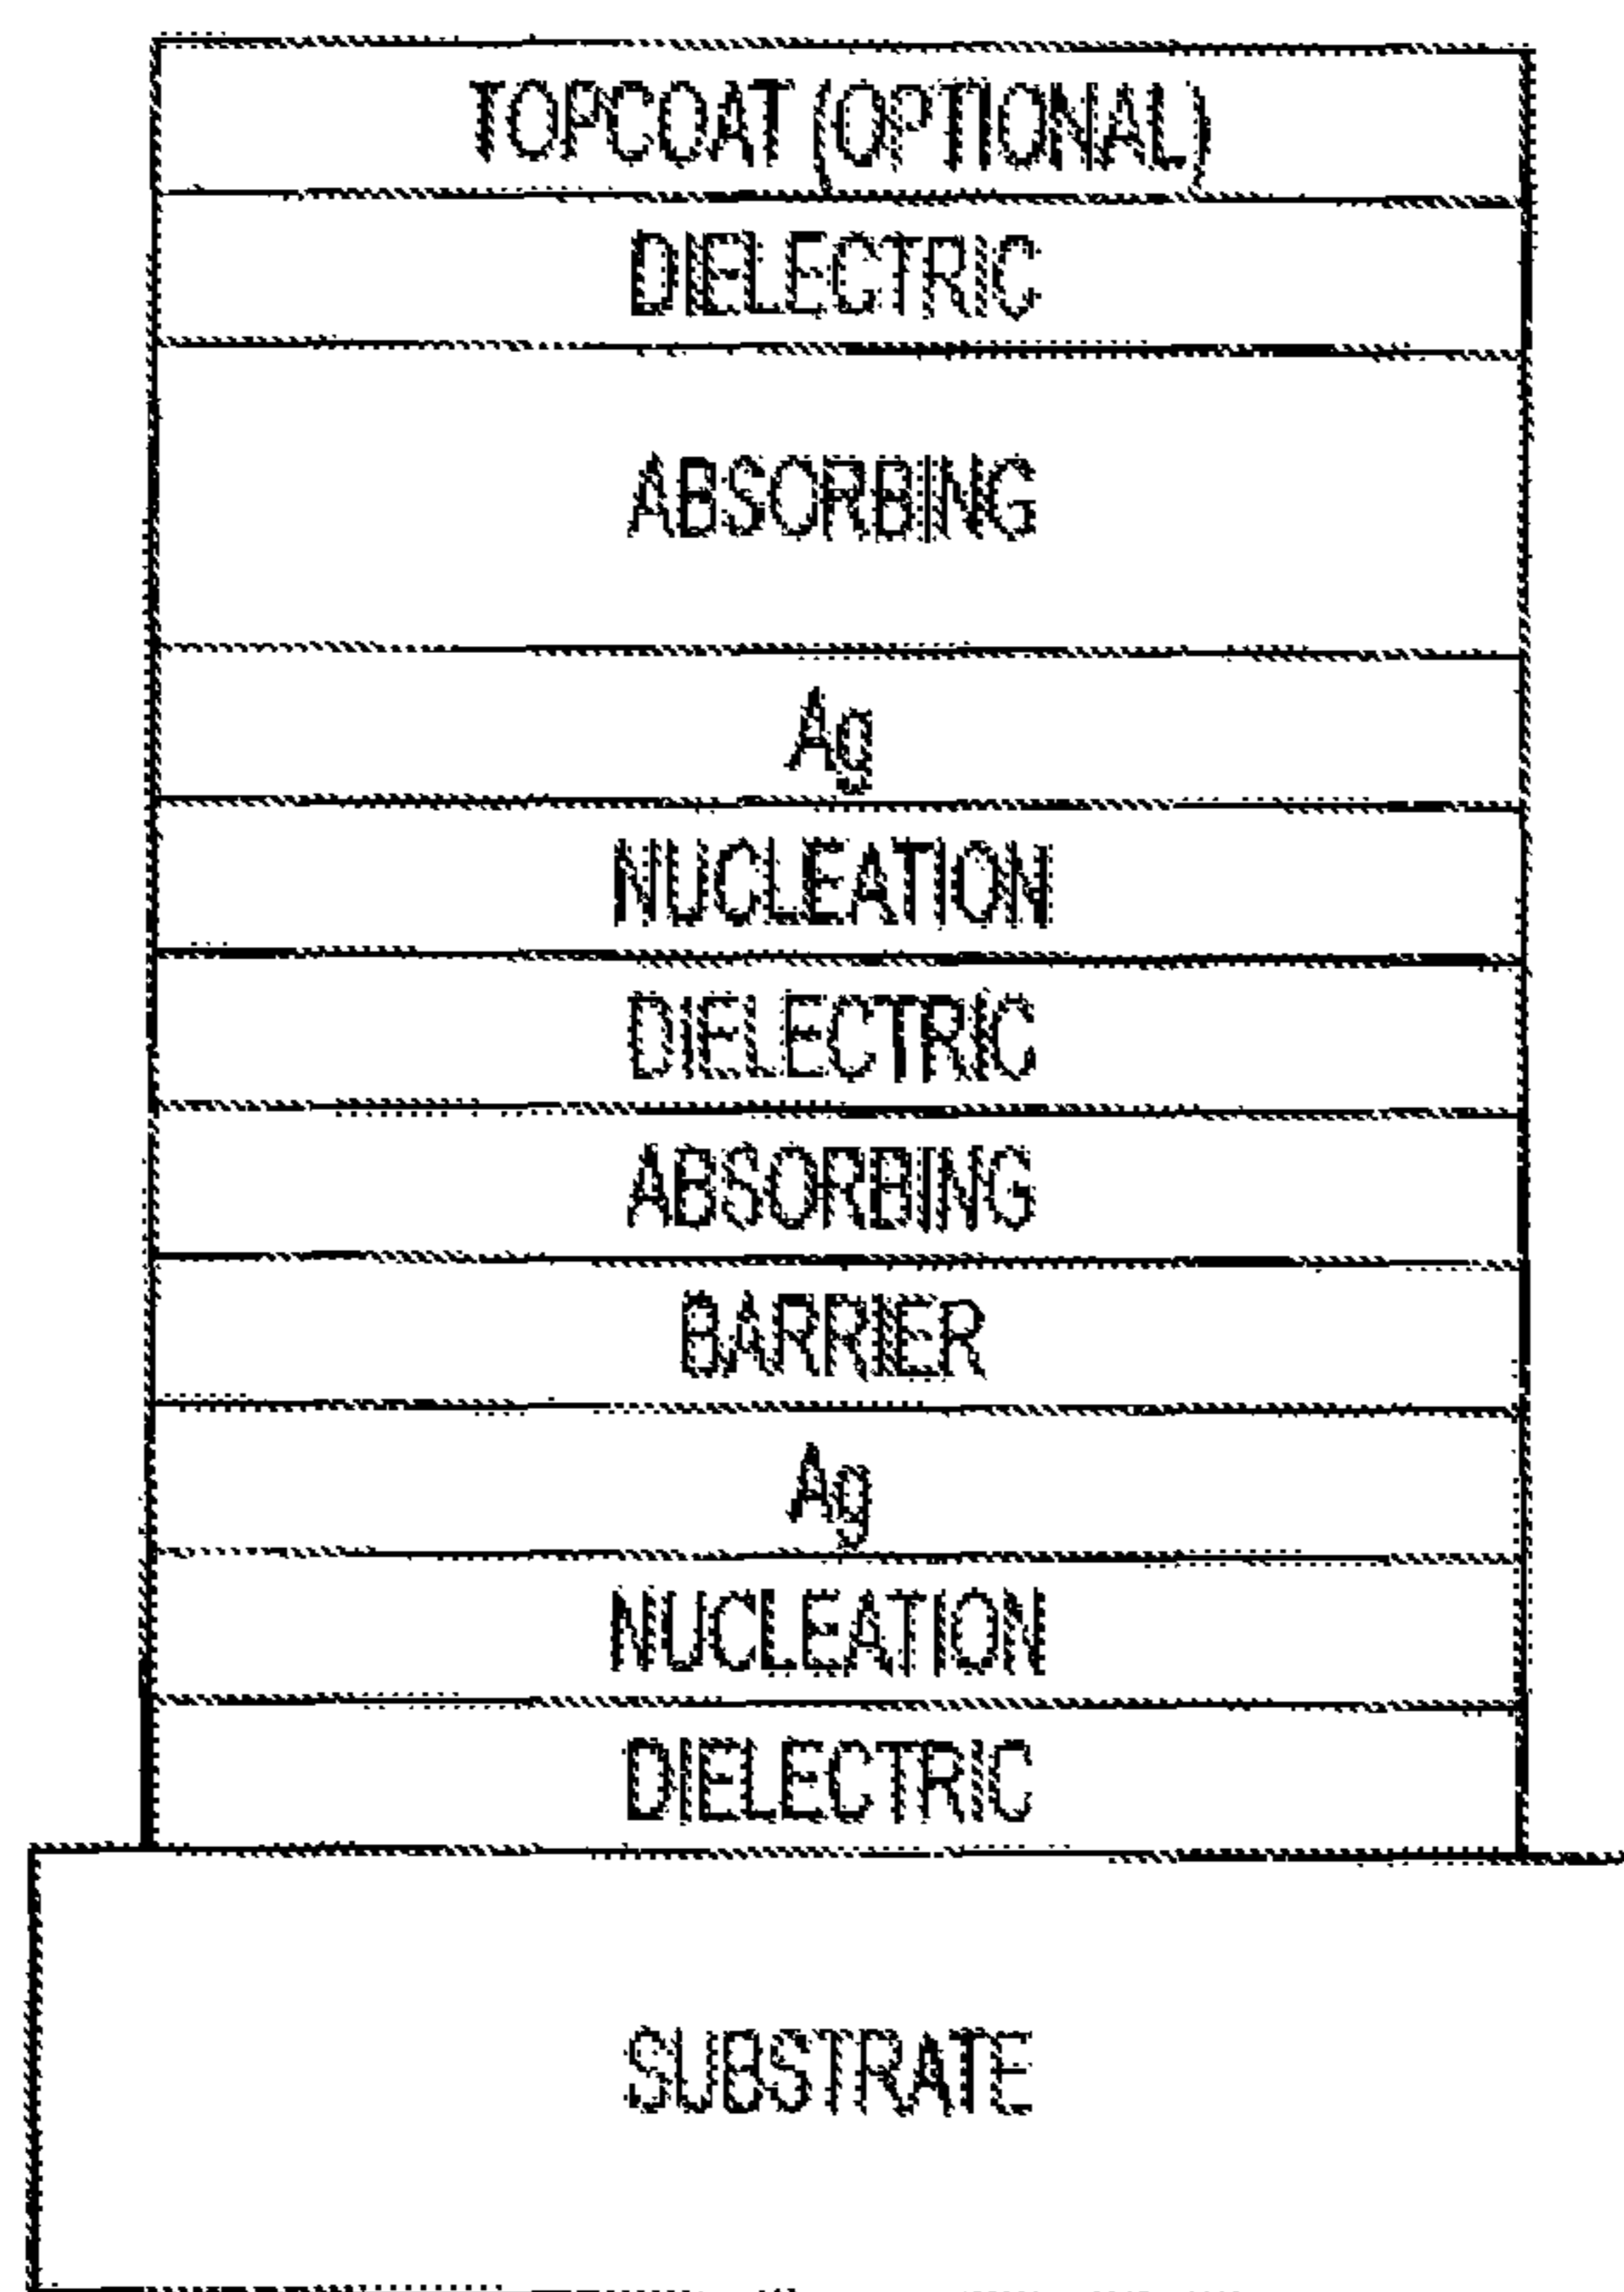 TOPCOAT (OPTIONAL)
DIELECTRIC
ABSORBING
Ag
NUCLEATION
DIELECTRIC
ABSORBING
BARRIER
Ag
NUCLEATION
DIELECTRIC
SUBSTRATE